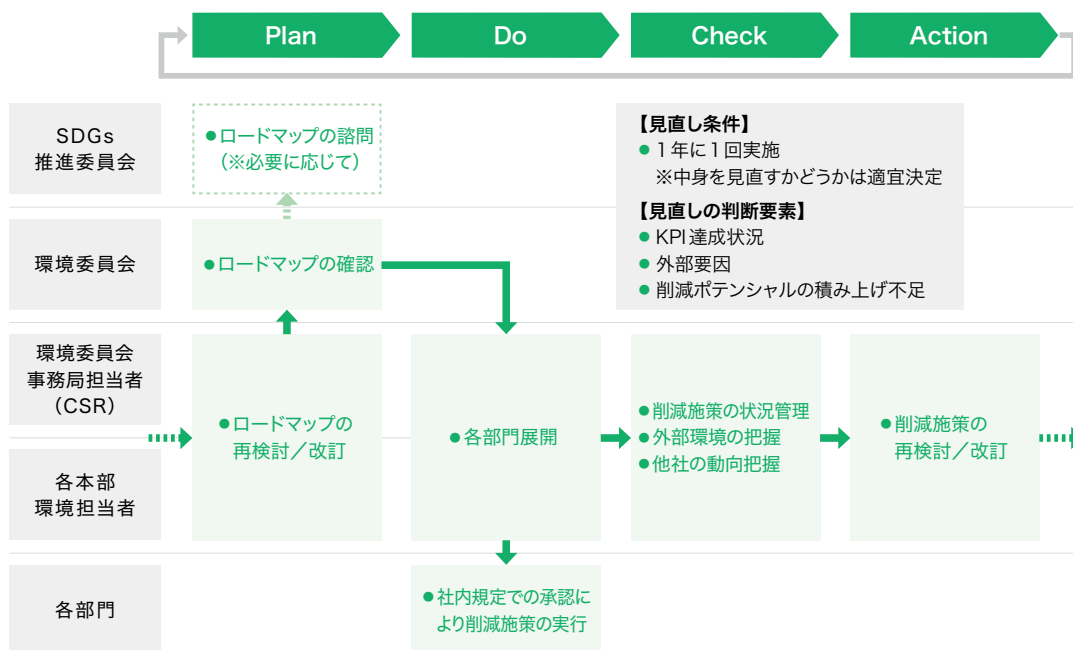 Plan
Do
Check
Action
SDGs
推進委員会
●ロードマップの諮問
(※必要に応じて)
【見直し条件】
● 1年に1回実施
※中身を見直すかどうかは適宜決定
【見直しの判断要素】
● KPI達成状況
● 外部要因
● 削減ポテンシャルの積み上げ不足
環境委員会
●ロードマップの確認
環境委員会
事務局担当者
(CSR)
各本部
環境担当者
●ロードマップの
再検討/改訂
●各部門展開
●削減施策の状況管理
●外部環境の把握
●他社の動向把握
●削減施策の
再検討/改訂
各部門
●社内規定での承認に
より削減施策の実行